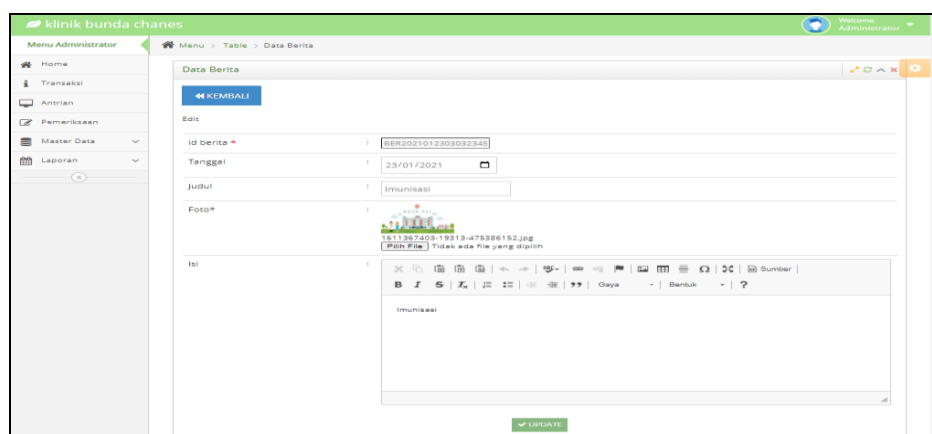 klinik bunda chanes
Welcome,
Administrator
Menu Administrator
Menu > Table > Data Berita
Home
Transaksi
Antrian
Pemeriksaan
Master Data
Laporan
Data Berita
KEMBALI
Edit
id berita * : BER2021012303032345
Tanggal : 23/01/2021
Judul : Imunisasi
Foto* :
1611367403-19313-475386152.jpg
Pilih File Tidak ada file yang dipilih
Isi :
Sumber
B I S Tx Gaya Bentuk ?
Imunisasi
UPDATE